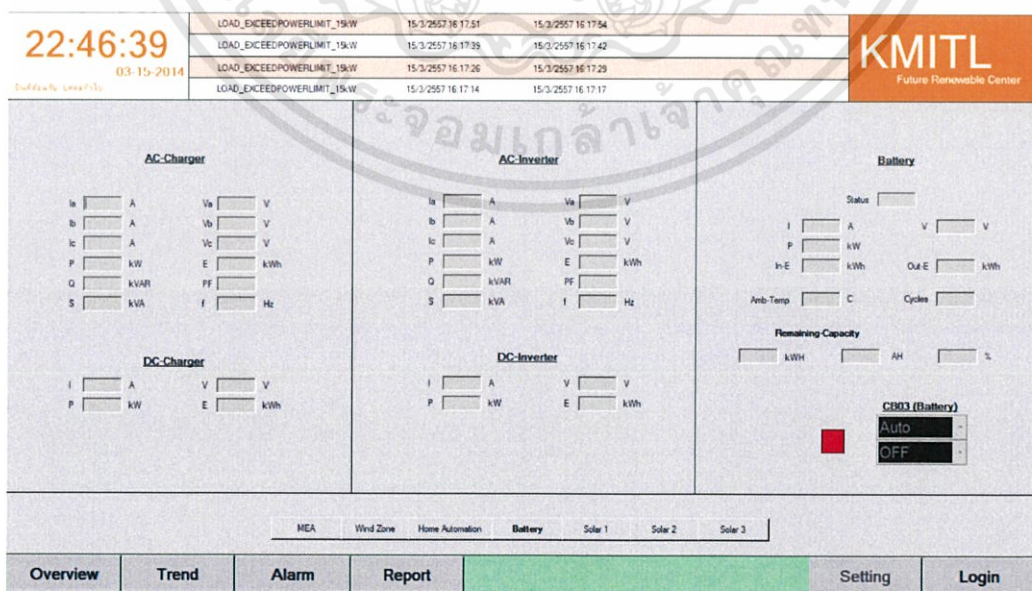 22:46:39
03-15-2014
LOAD_EXCEEDPOWERLIMIT_15kW 15/3/2557 16:17:51 15/3/2557 16:17:54
LOAD_EXCEEDPOWERLIMIT_15kW 15/3/2557 16:17:39 15/3/2557 16:17:42
LOAD_EXCEEDPOWERLIMIT_15kW 15/3/2557 16:17:26 15/3/2557 16:17:29
LOAD_EXCEEDPOWERLIMIT_15kW 15/3/2557 16:17:14 15/3/2557 16:17:17
KMITL
Future Renewable Center
AC-Charger
Ia A Va V
Ib A Vb V
Ic A Vc V
P kW E kWh
Q kVAR PF
S kVA f Hz
DC-Charger
I A V V
P kW E kWh
AC-Inverter
Ia A Va V
Ib A Vb V
Ic A Vc V
P kW E kWh
Q kVAR PF
S kVA f Hz
DC-Inverter
I A V V
P kW E kWh
Battery
Status
I A V V
P kW
In-E kWh Out-E kWh
Amb-Temp C Cycles
Remaining-Capacity
kWH AH %
CB03 (Battery)
Auto
OFF
MEA Wind Zone Home Automation Battery Solar 1 Solar 2 Solar 3
Overview Trend Alarm Report Setting Login